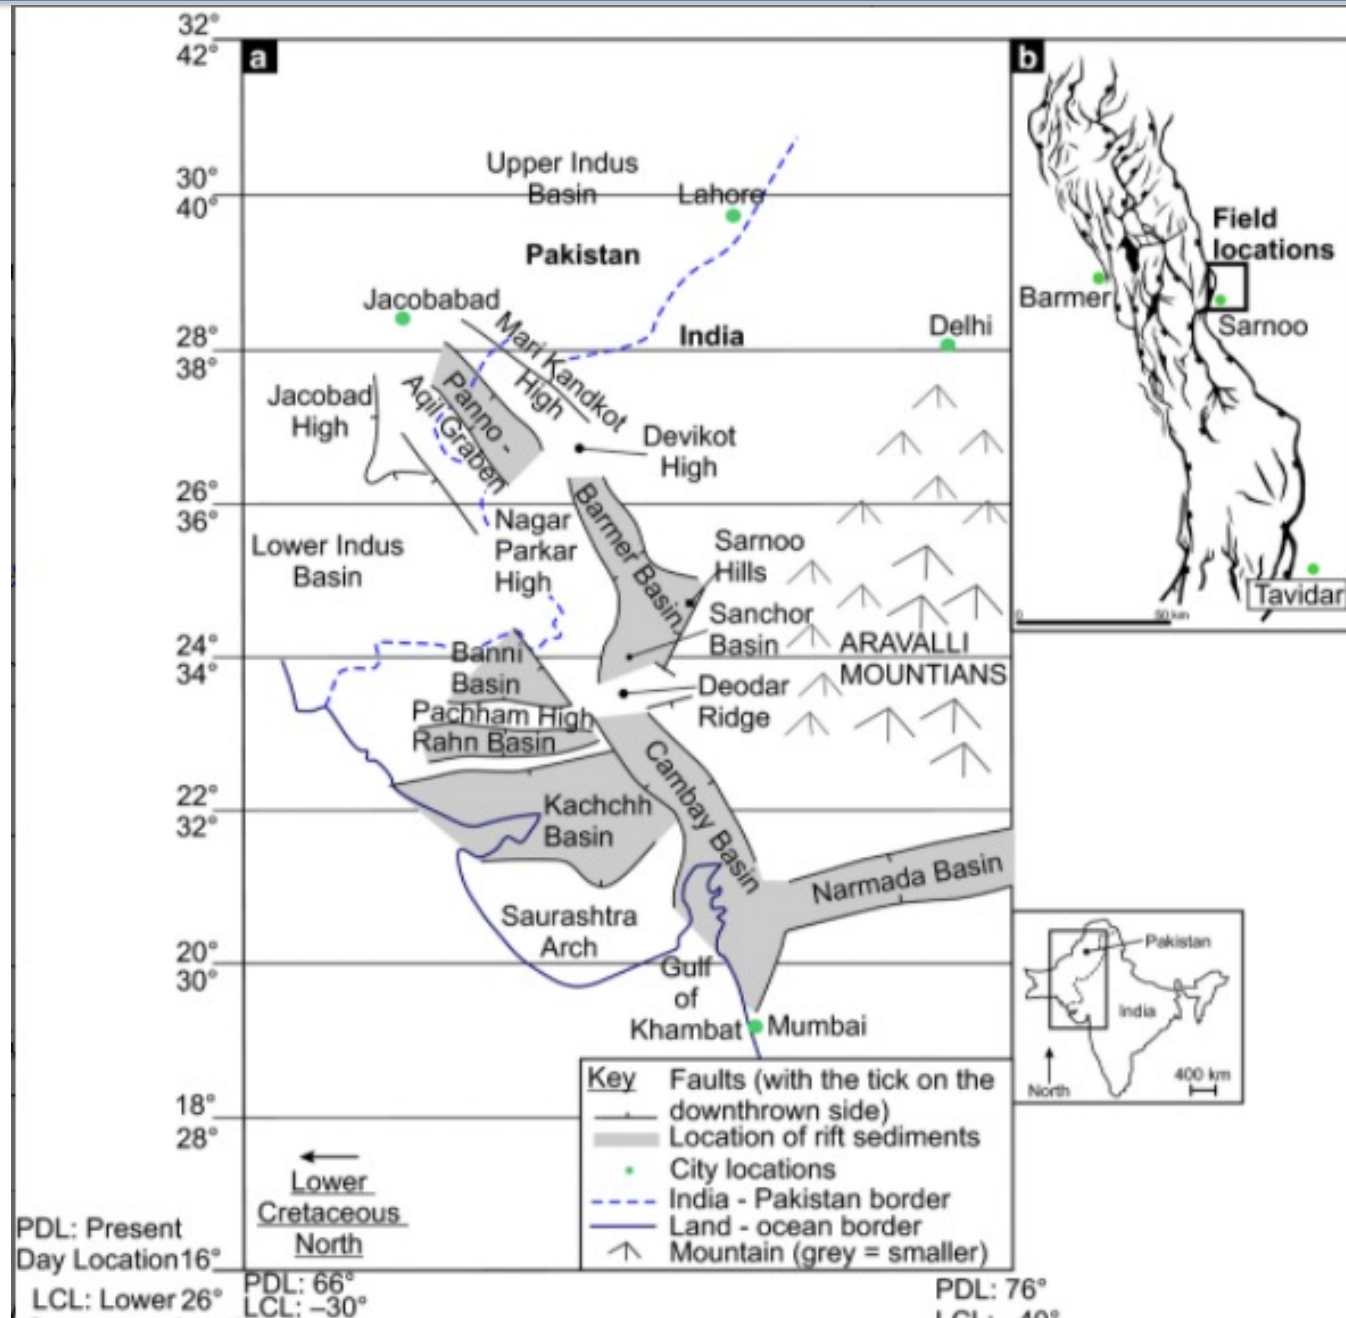 32°
42°
a
b
Upper Indus
Basin
30°
40°
Lahore
Pakistan
Field
locations
Barmer
Sarnoo
Jacobabad
Mari Kandkot
High
India
Delhi
28°
38°
Jacobad
High
Panno -
Aqil Graben
Devikot
High
26°
36°
Barmer Basin
Nagar
Parkar
High
Lower Indus
Basin
Sarnoo
Hills
Tavidar
0
50 km
Sanchor
Basin
ARAVALLI
MOUNTIANS
24°
34°
Banni
Basin
Deodar
Ridge
Pachham High
Rahn Basin
Cambay Basin
22°
32°
Kachchh
Basin
Narmada Basin
Saurashtra
Arch
20°
30°
Gulf
of
Khambat
Mumbai
Pakistan
India
North
400 km
Key
Faults (with the tick on the
downthrown side)
Location of rift sediments
City locations
India - Pakistan border
Land - ocean border
Mountain (grey = smaller)
18°
28°
Lower
Cretaceous
North
PDL: Present
Day Location
16°
LCL: Lower
26°
PDL: 66°
LCL: –30°
PDL: 76°